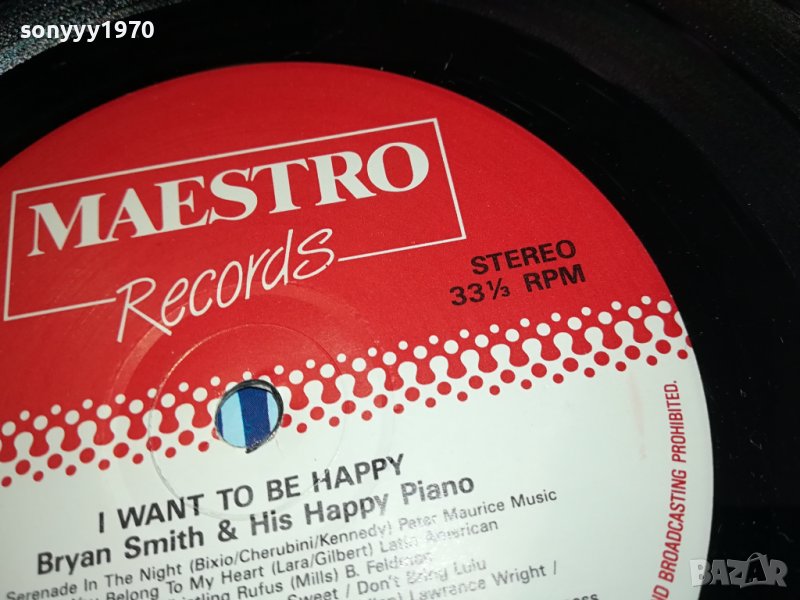 sonyyy1970
MAESTRO
Records
STEREO
33⅓ RPM
I WANT TO BE HAPPY
Bryan Smith & His Happy Piano
Serenade In The Night (Bixio/Cherubini/Kennedy) Peter Maurice Music
Belong To My Heart (Lara/Gilbert) Latin American
Rufus (Mills) B. Feldman
Sweet / Don't Bring Lulu
Lawrence Wright /
BROADCASTING PROHIBITED.
БАЗАР